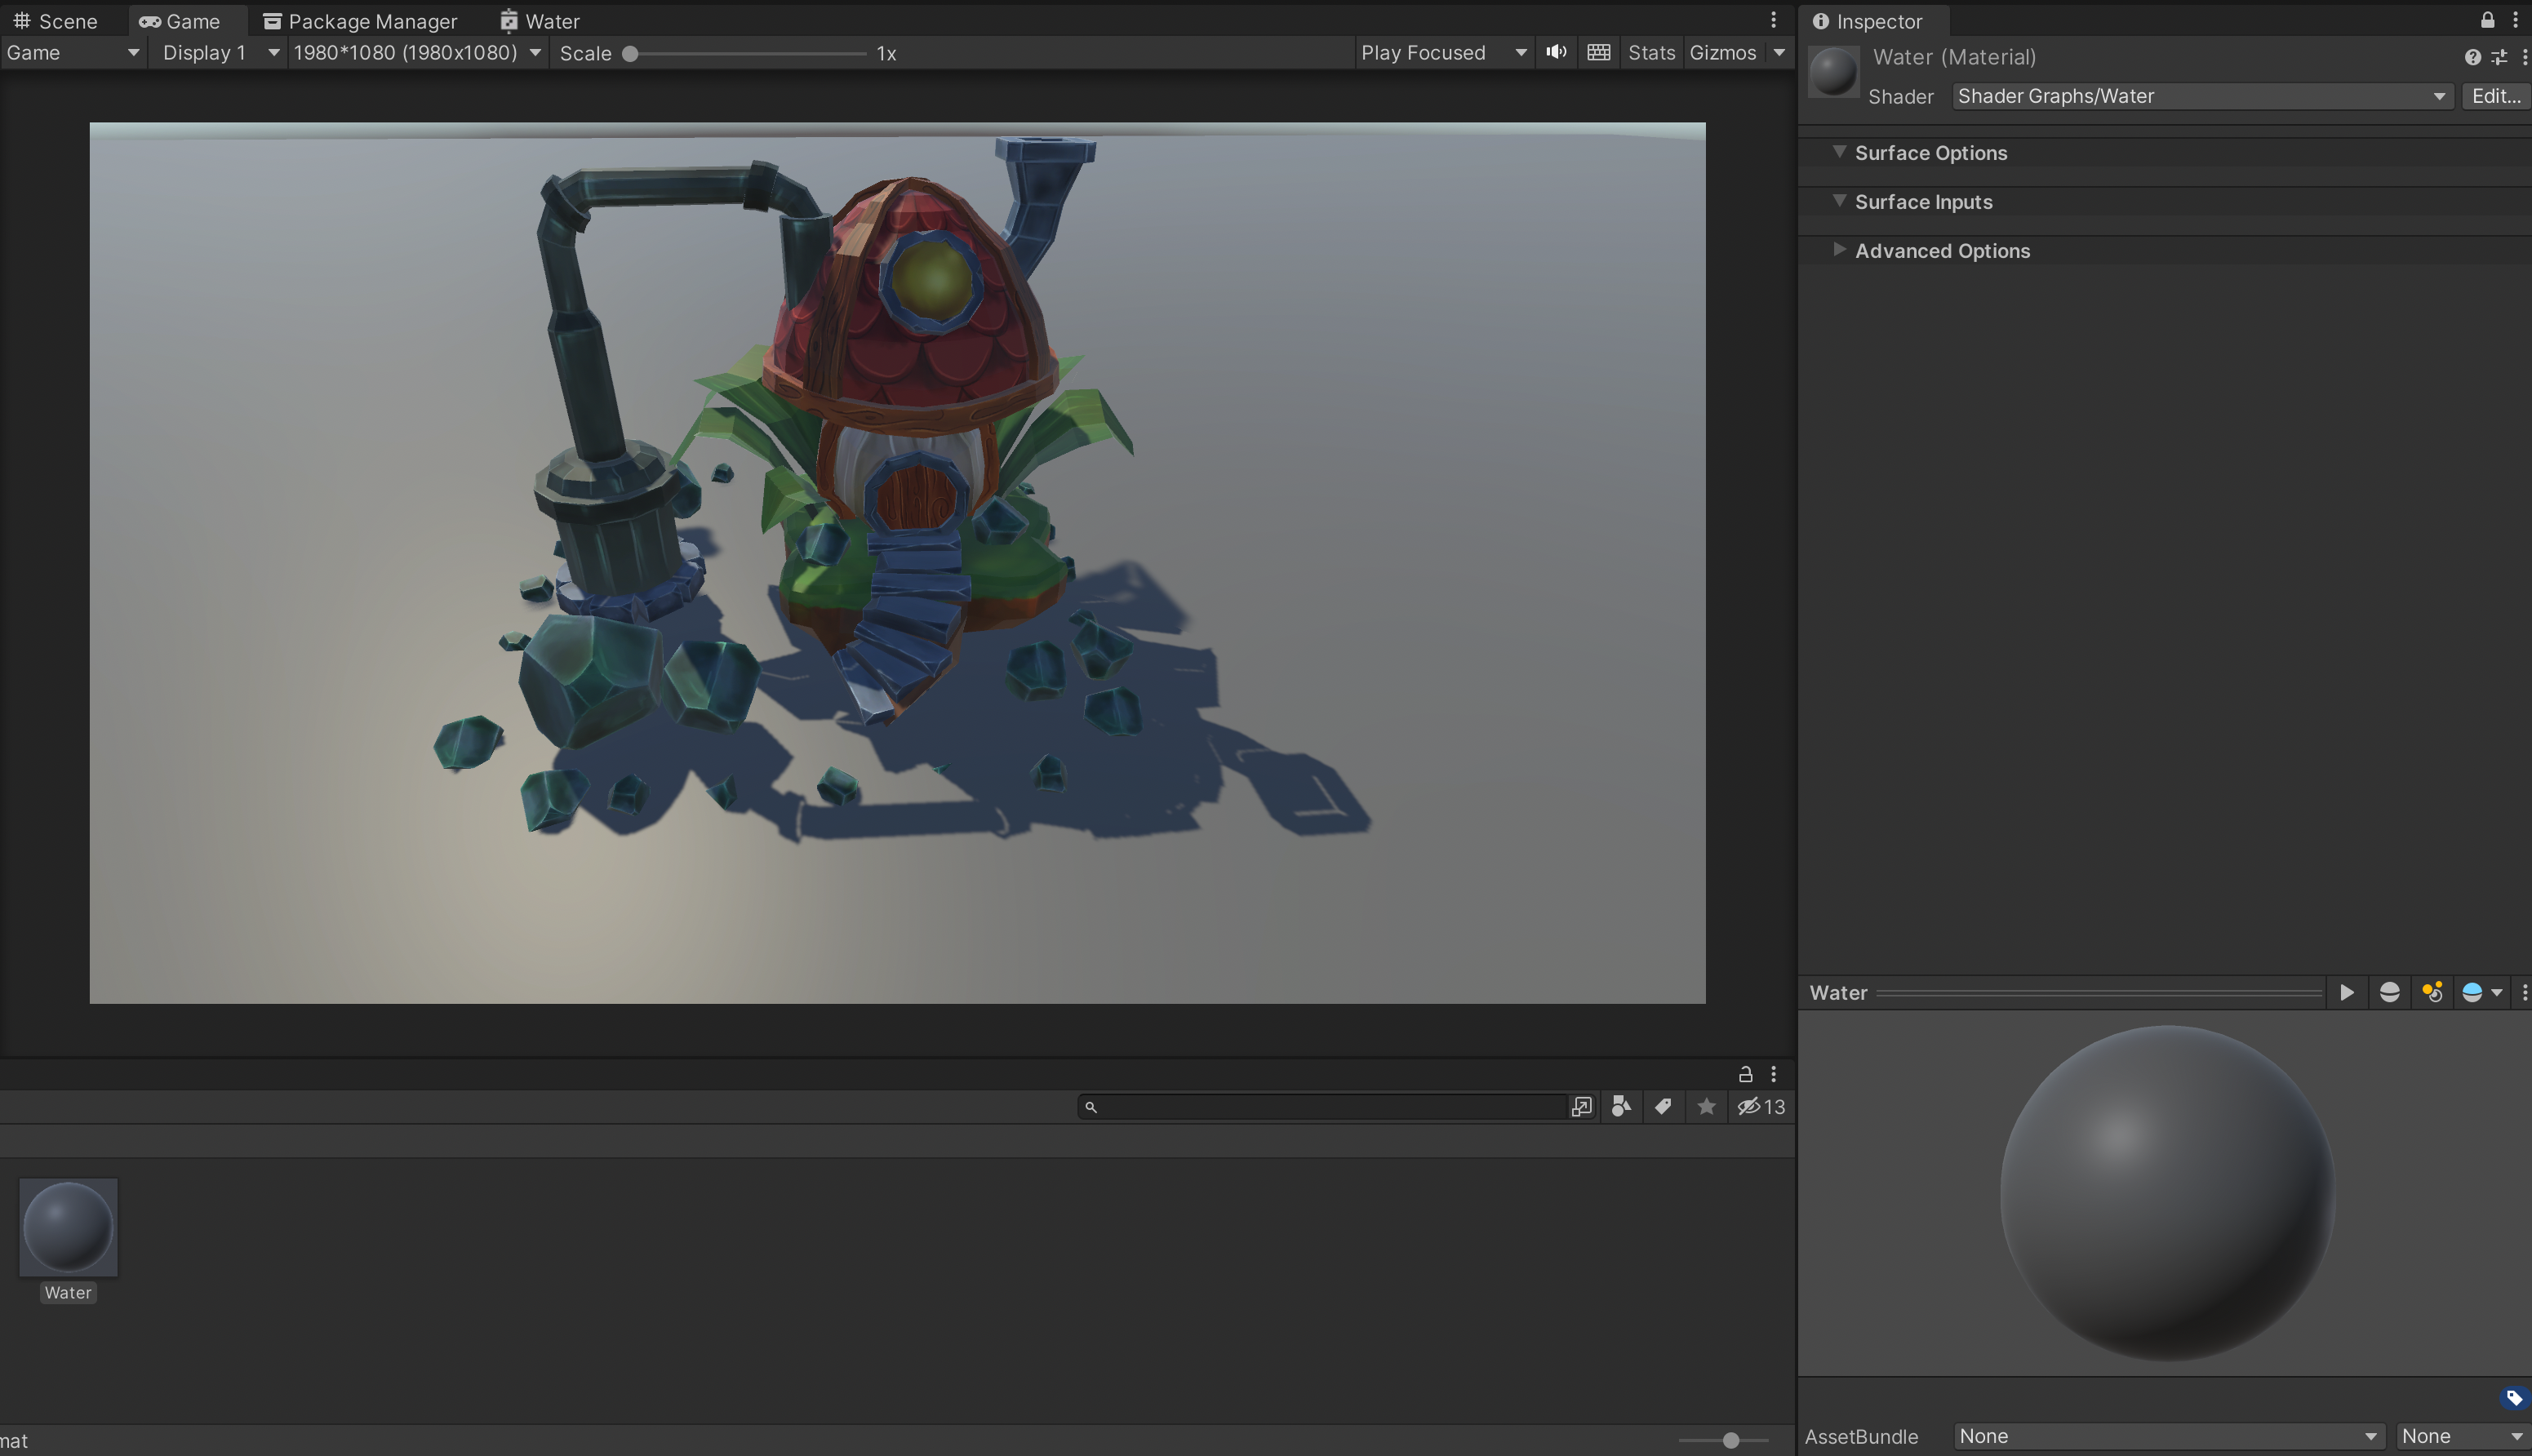 Scene Game Package Manager Water
Game Display 1 1980*1080 (1980x1080) Scale 1x Play Focused Stats Gizmos
Inspector
Water (Material)
Shader Shader Graphs/Water Edit...
Surface Options
Surface Inputs
Advanced Options
Water
13
Water
mat
AssetBundle None None